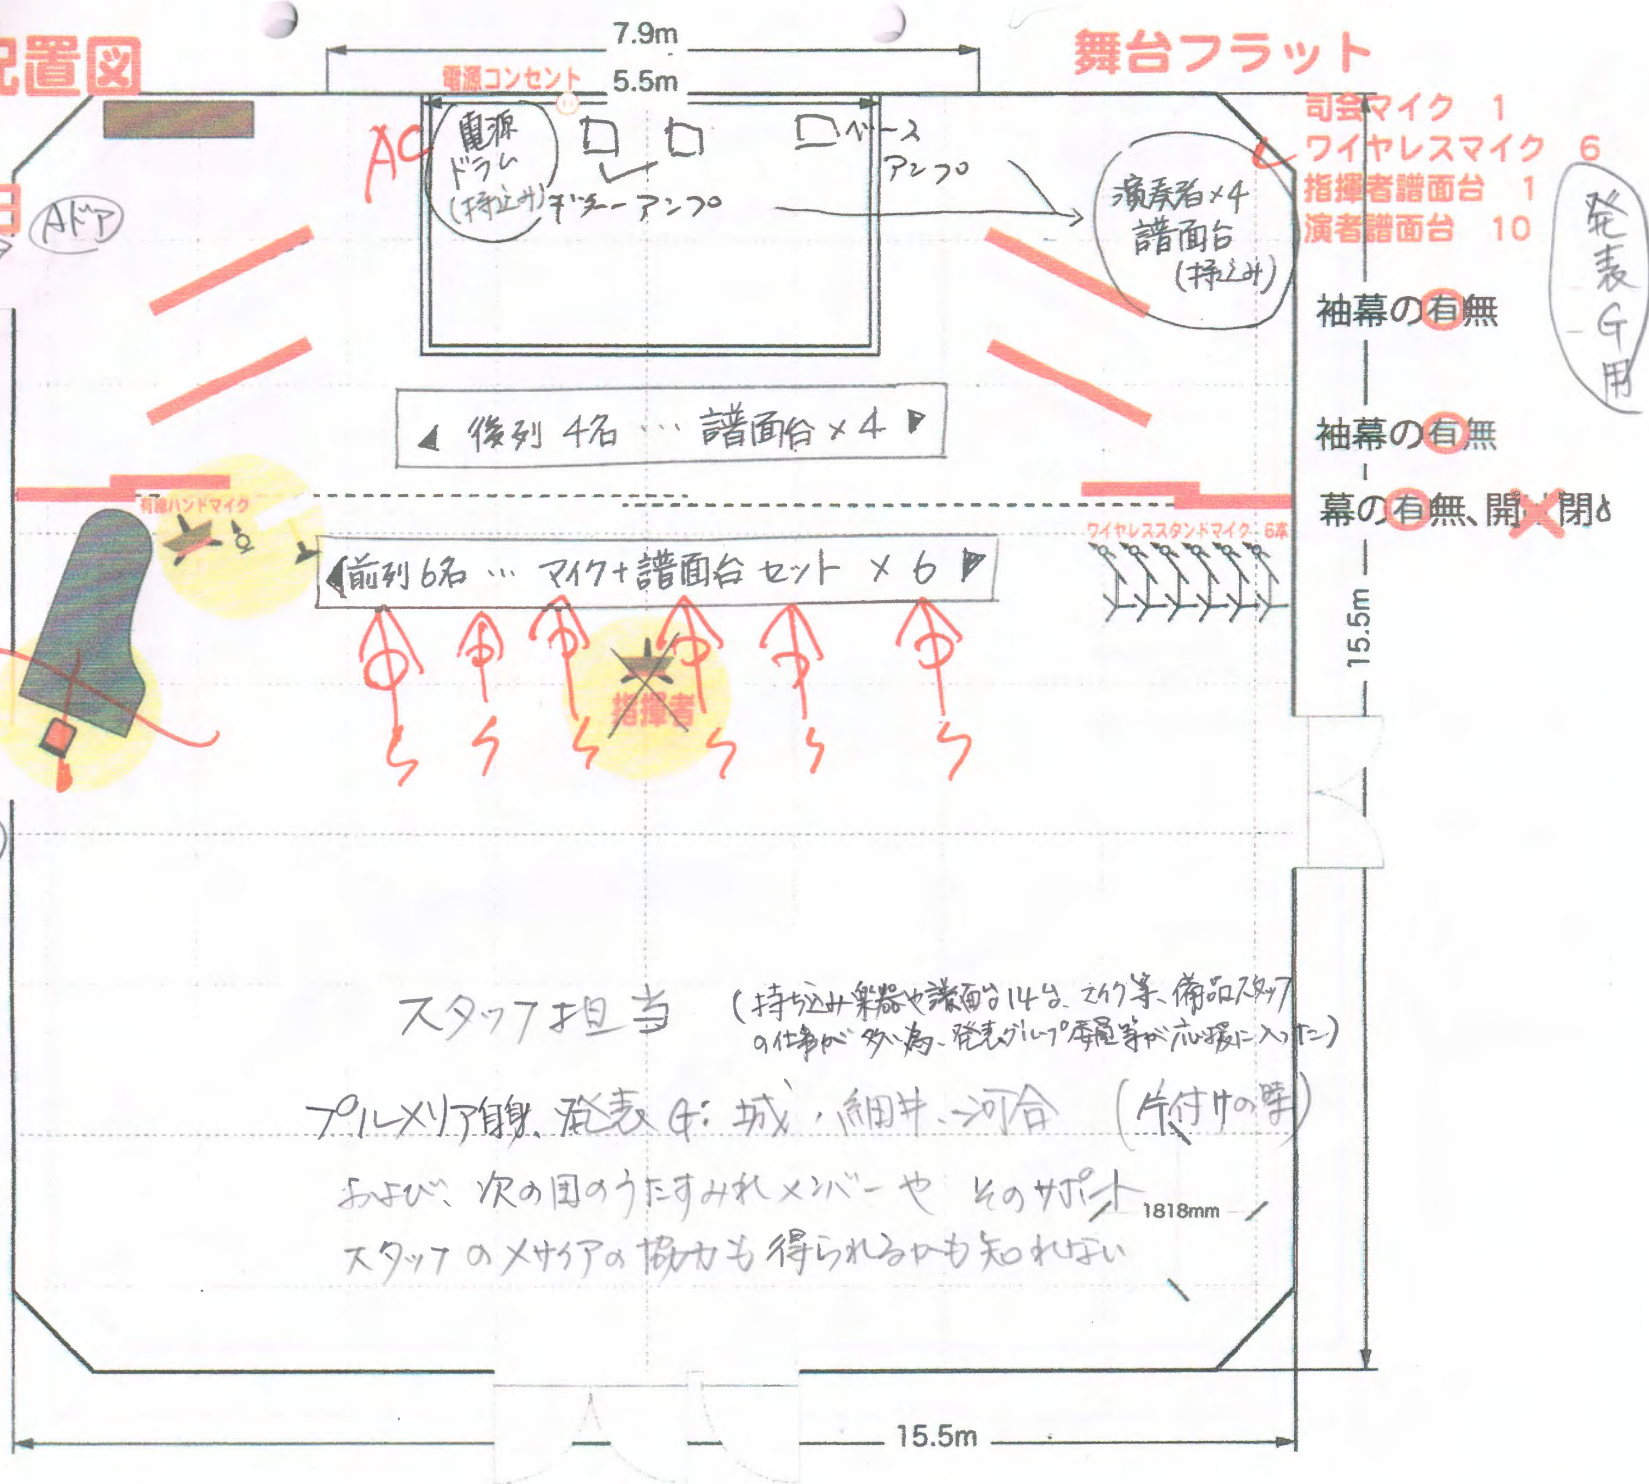 配置図
7.9m
舞台フラット
電源コンセント
5.5m
司会マイク 1
ワイヤレスマイク 6
指揮者譜面台 1
演者譜面台 10
発表G用
Aドア
AC
電源
ドラム
(持込み)
ギターアンプ
ベース
アンプ
演奏者×4
譜面台
(持込み)
袖幕の有無
後列 4名 … 譜面台×4
袖幕の有無
有線ハンドマイク
幕の有無、開 閉
ワイヤレススタンドマイク 6本
前列6名 … マイク+譜面台セット × 6
指揮者
15.5m
スタッフ担当
(持ち込み楽器や譜面台14台、マイク等、備品スタッフ
の仕事が多い為、発表グループ委員等が応援に入った)
プルメリア自身、発表G: 城、細井、河合 (片付けの時)
および、次の国のうたすみれメンバーや そのサポート
1818mm
スタッフのメサイアの協力も得られるかも知れない
15.5m